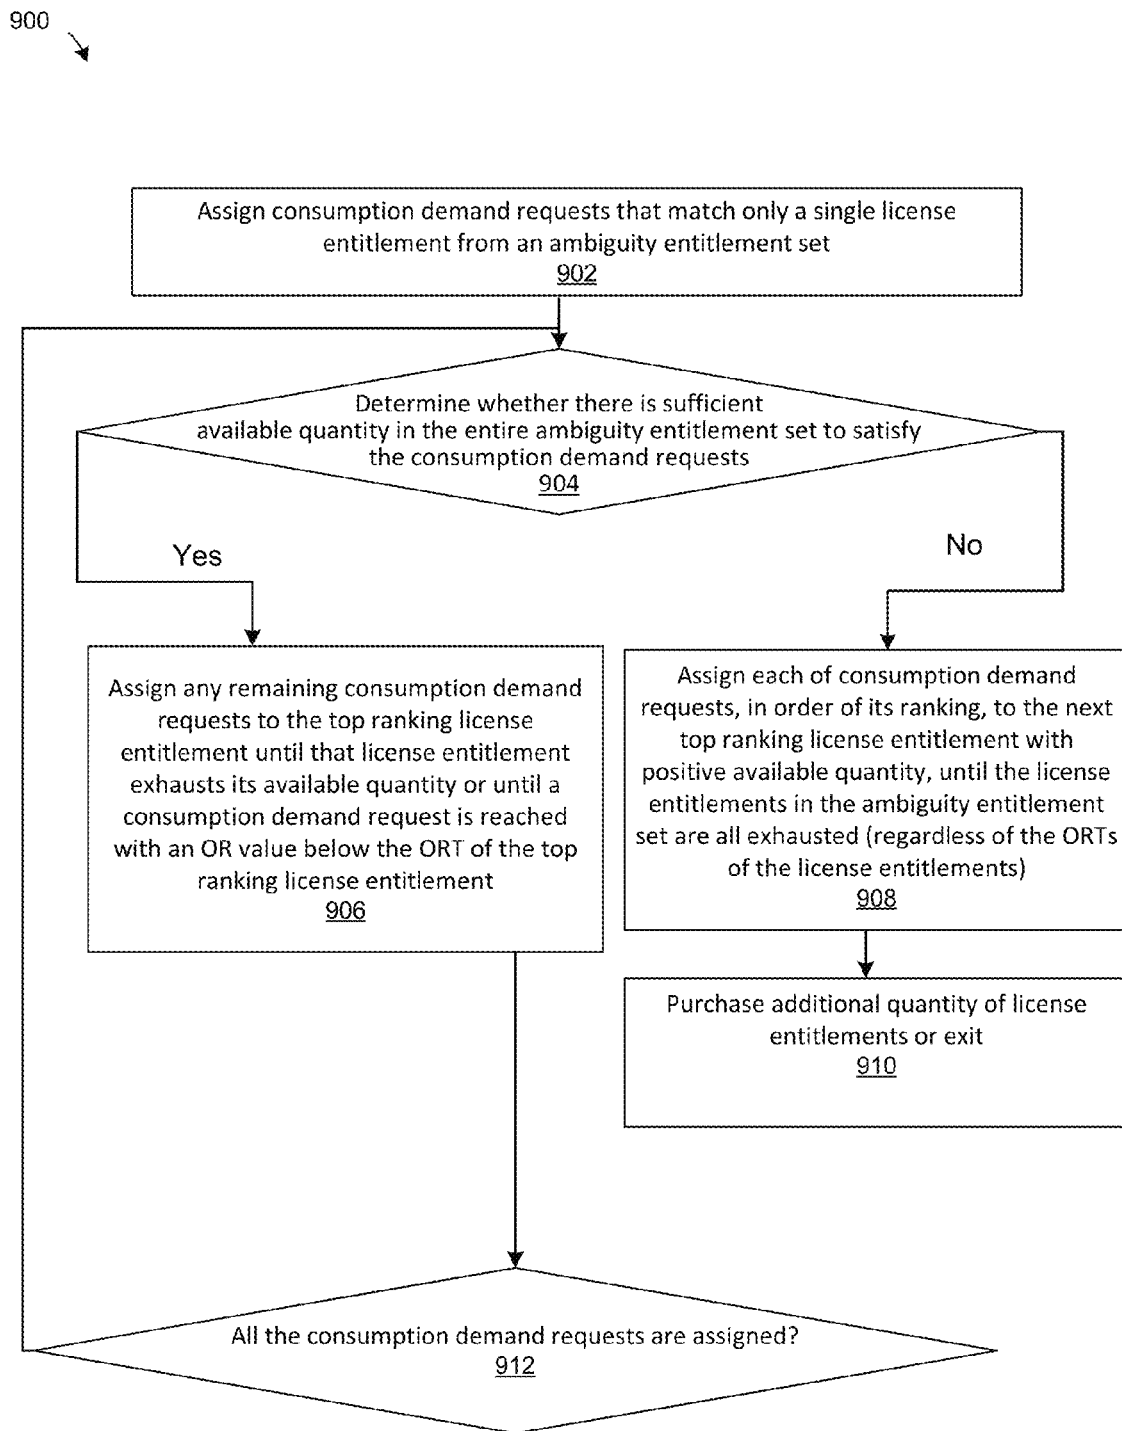 900
Assign consumption demand requests that match only a single license
entitlement from an ambiguity entitlement set
902
Determine whether there is sufficient
available quantity in the entire ambiguity entitlement set to satisfy
the consumption demand requests
904
Yes
No
Assign any remaining consumption demand
requests to the top ranking license
entitlement until that license entitlement
exhausts its available quantity or until a
consumption demand request is reached
with an OR value below the ORT of the top
ranking license entitlement
906
Assign each of consumption demand
requests, in order of its ranking, to the next
top ranking license entitlement with
positive available quantity, until the license
entitlements in the ambiguity entitlement
set are all exhausted (regardless of the ORTs
of the license entitlements)
908
Purchase additional quantity of license
entitlements or exit
910
All the consumption demand requests are assigned?
912